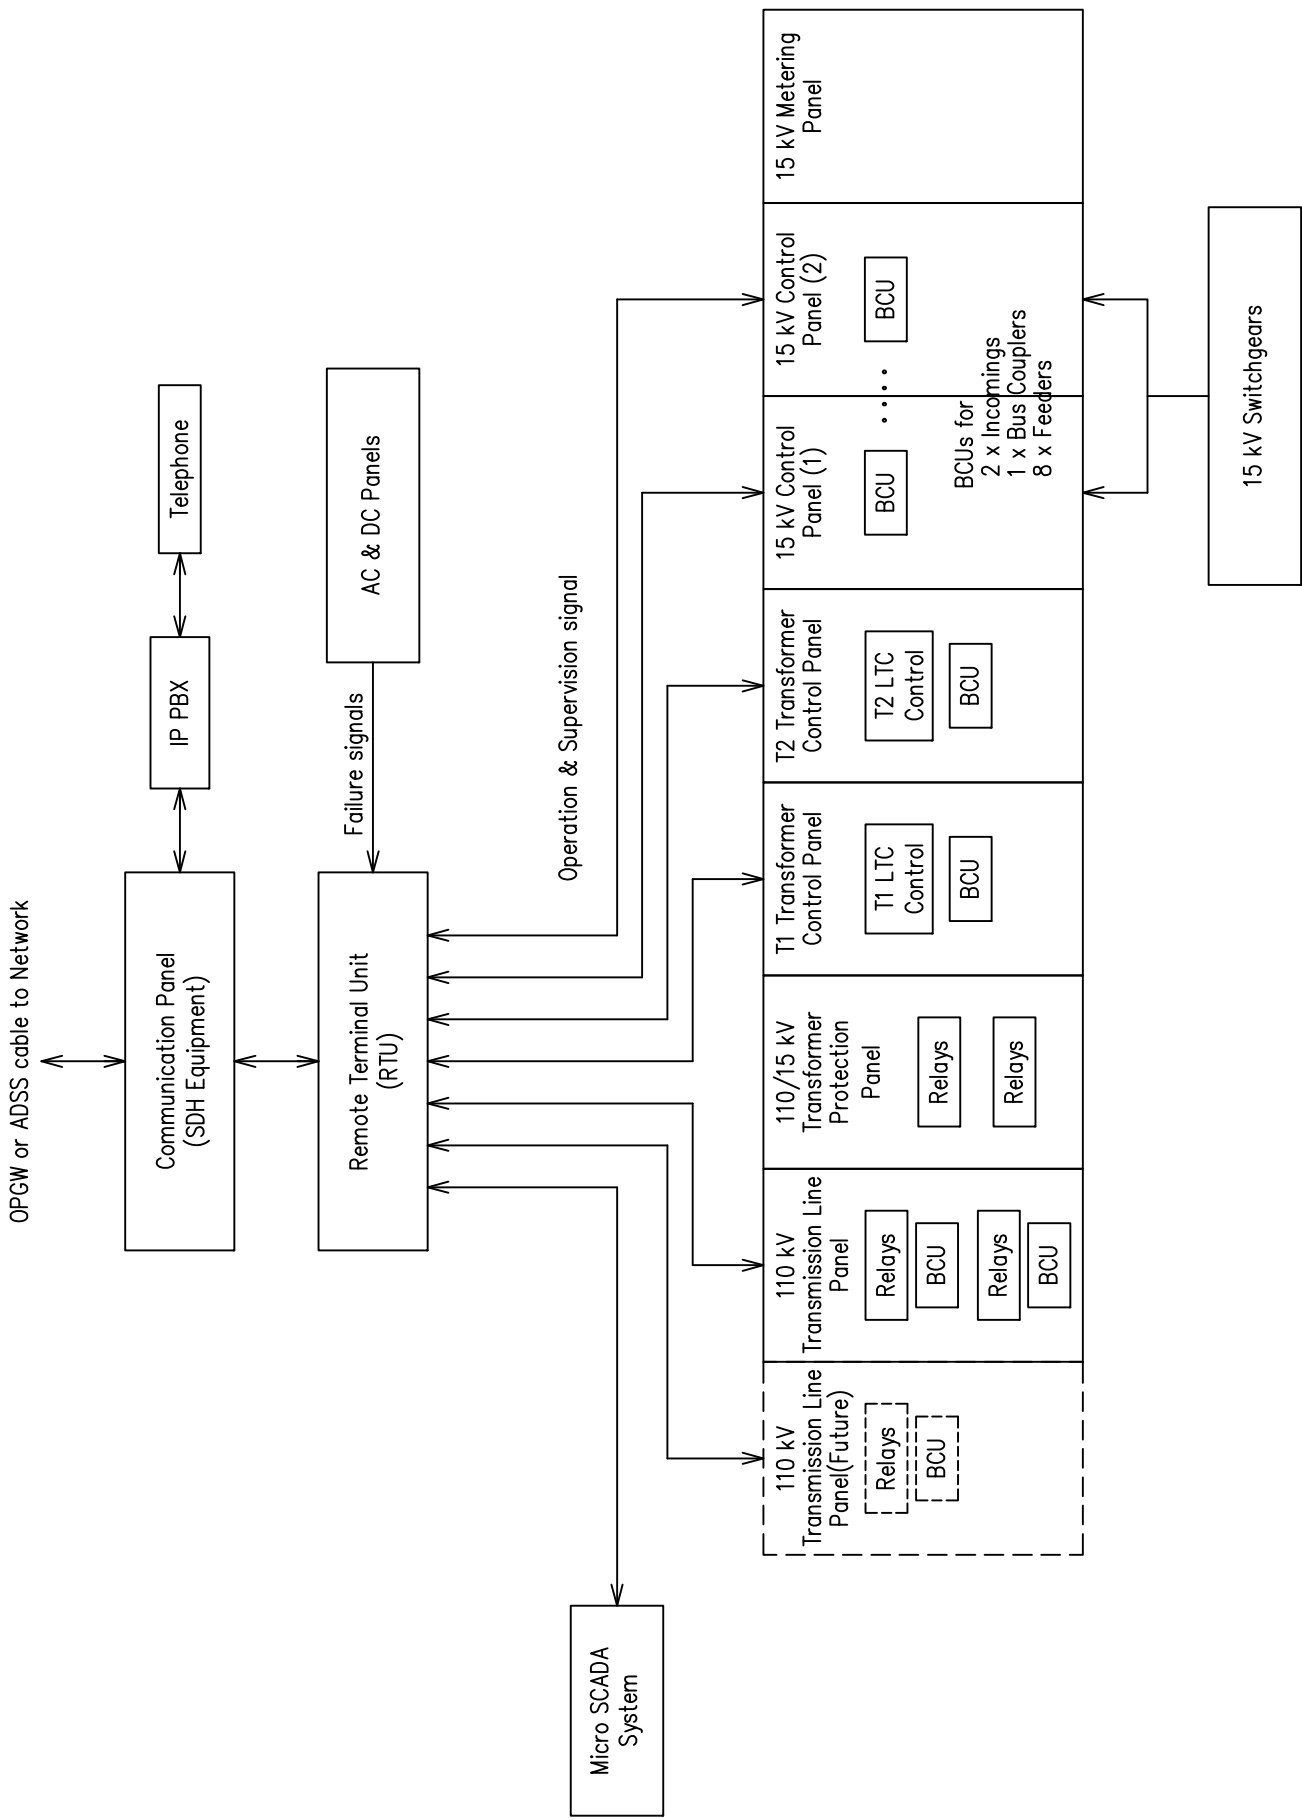 OPGW or ADSS cable to Network
Communication Panel
(SDH Equipment)
IP PBX
Telephone
Remote Terminal Unit
(RTU)
Failure signals
AC & DC Panels
Operation & Supervision signal
Micro SCADA
System
110 kV
Transmission Line
Panel(Future)
Relays
BCU
110 kV
Transmission Line
Panel
Relays
BCU
Relays
BCU
110/15 kV
Transformer
Protection
Panel
Relays
Relays
T1 Transformer
Control Panel
T1 LTC
Control
BCU
T2 Transformer
Control Panel
T2 LTC
Control
BCU
15 kV Control
Panel (1)
BCU
.....
15 kV Control
Panel (2)
BCU
BCUs for
2 x Incomings
1 x Bus Couplers
8 x Feeders
15 kV Metering
Panel
15 kV Switchgears